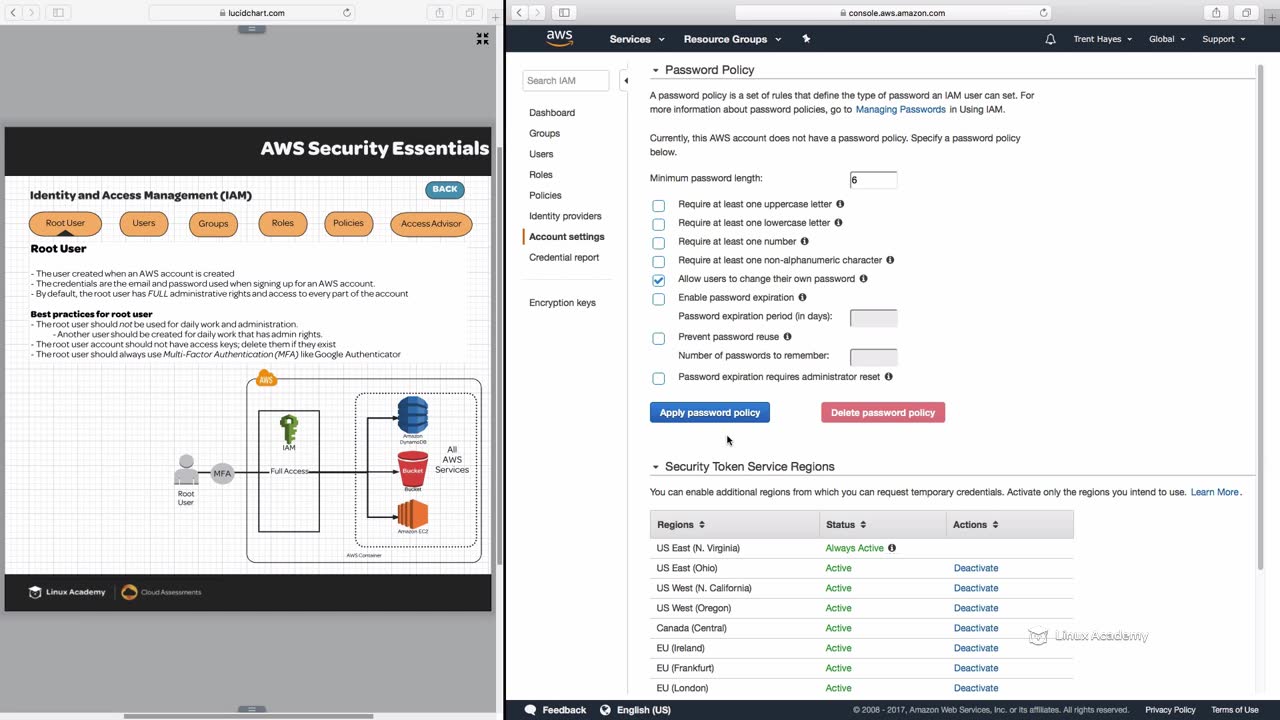 lucidchart.com
AWS Security Essentials
Identity and Access Management (IAM)
BACK
Root User
Users
Groups
Roles
Policies
Access Advisor
Root User
- The user created when an AWS account is created
- The credentials are the email and password used when signing up for an AWS account.
- By default, the root user has FULL administrative rights and access to every part of the account
Best practices for root user
- The root user should not be used for daily work and administration.
- Another user should be created for daily work that has admin rights.
- The root user account should not have access keys; delete them if they exist
- The root user should always use Multi-Factor Authentication (MFA) like Google Authenticator
AWS
IAM
Amazon
DynamoDB
All
AWS
Services
MFA
Full Access
Bucket
Bucket
Root
User
Amazon EC2
AWS Container
Linux Academy
Cloud Assessments
console.aws.amazon.com
aws
Services
Resource Groups
Trent Hayes
Global
Support
Search IAM
Dashboard
Groups
Users
Roles
Policies
Identity providers
Account settings
Credential report
Encryption keys
Password Policy
A password policy is a set of rules that define the type of password an IAM user can set. For
more information about password policies, go to Managing Passwords in Using IAM.
Currently, this AWS account does not have a password policy. Specify a password policy
below.
Minimum password length: 6
Require at least one uppercase letter
Require at least one lowercase letter
Require at least one number
Require at least one non-alphanumeric character
Allow users to change their own password
Enable password expiration
Password expiration period (in days):
Prevent password reuse
Number of passwords to remember:
Password expiration requires administrator reset
Apply password policy
Delete password policy
Security Token Service Regions
You can enable additional regions from which you can request temporary credentials. Activate only the regions you intend to use. Learn More.
Regions Status Actions
US East (N. Virginia) Always Active
US East (Ohio) Active Deactivate
US West (N. California) Active Deactivate
US West (Oregon) Active Deactivate
Canada (Central) Active Deactivate
EU (Ireland) Active Deactivate
EU (Frankfurt) Active Deactivate
EU (London) Active Deactivate
Linux Academy
Feedback
English (US)
© 2008 - 2017, Amazon Web Services, Inc. or its affiliates. All rights reserved.
Privacy Policy
Terms of Use